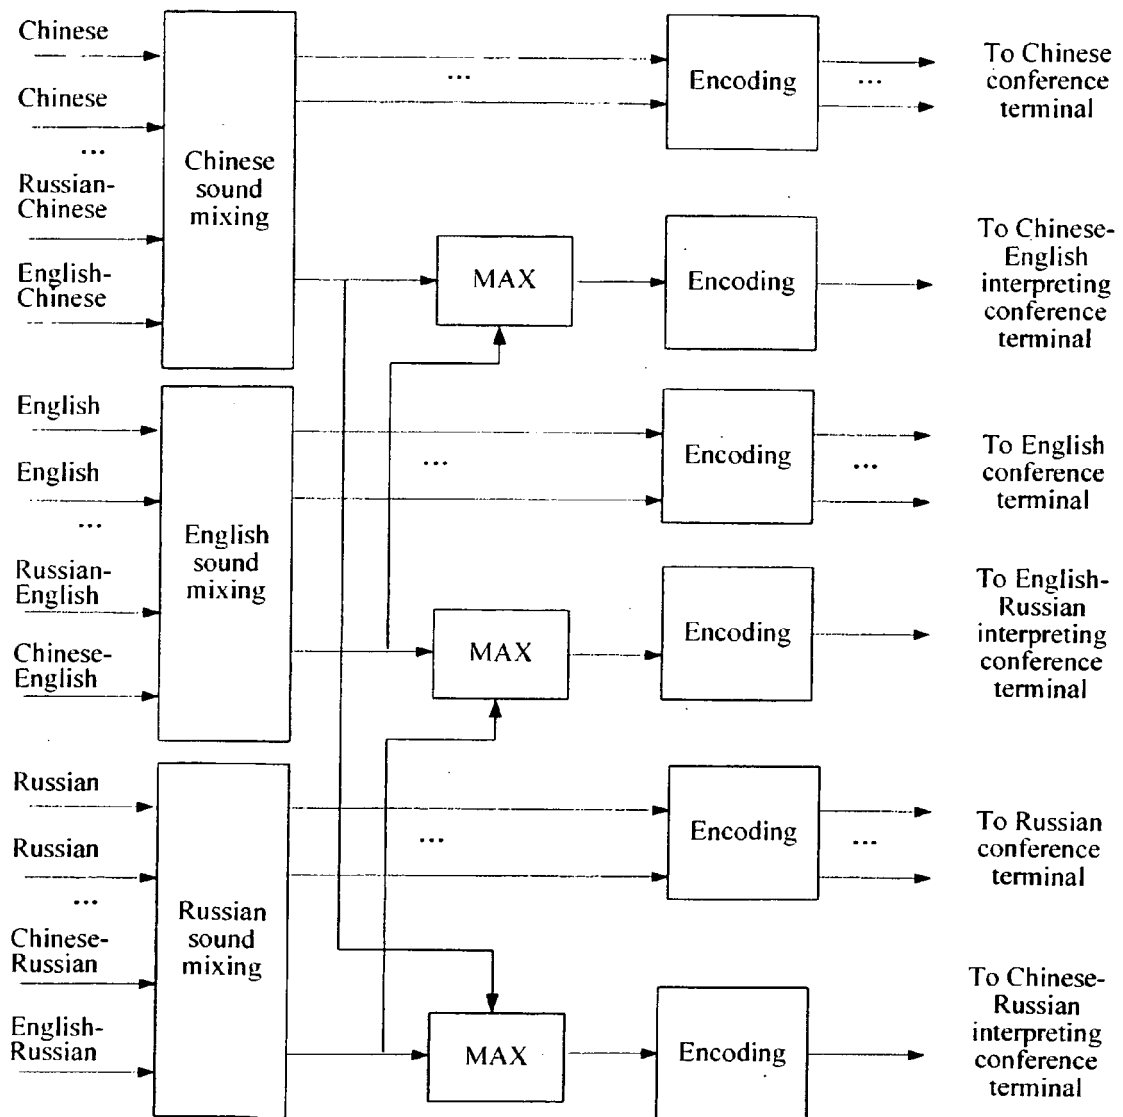 Chinese
Chinese
...
Russian-
Chinese
English-
Chinese
Chinese
sound
mixing
...
Encoding
...
To Chinese
conference
terminal
MAX
Encoding
To Chinese-
English
interpreting
conference
terminal
English
English
...
Russian-
English
Chinese-
English
English
sound
mixing
...
Encoding
...
To English
conference
terminal
MAX
Encoding
To English-
Russian
interpreting
conference
terminal
Russian
Russian
...
Chinese-
Russian
English-
Russian
Russian
sound
mixing
...
Encoding
...
To Russian
conference
terminal
MAX
Encoding
To Chinese-
Russian
interpreting
conference
terminal